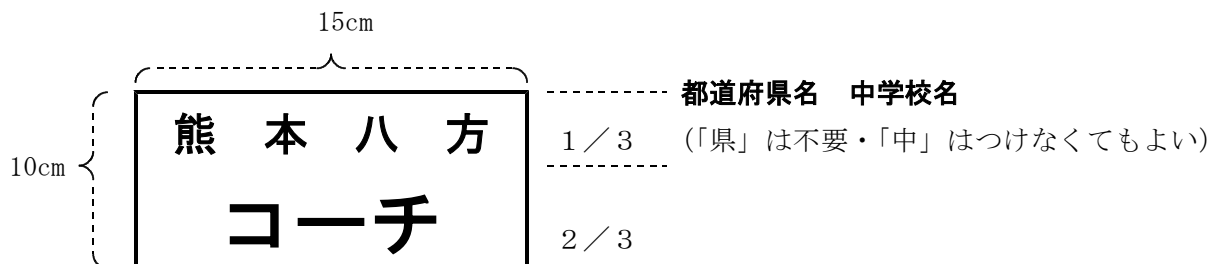 15cm
都道府県名　中学校名
熊　本　八　方
1／3
（「県」は不要・「中」はつけなくてもよい）
10cm
コーチ
2／3